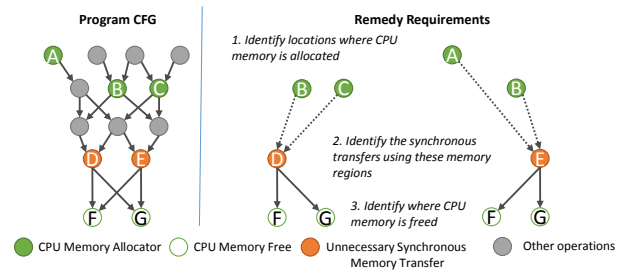 Program CFG
Remedy Requirements
A
B
C
D
E
F
G
1. Identify locations where CPU
memory is allocated
A
B
C
B
2. Identify the synchronous
transfers using these memory
regions
D
E
3. Identify where CPU
memory is freed
F
G
F
G
CPU Memory Allocator
CPU Memory Free
Unnecessary Synchronous
Memory Transfer
Other operations